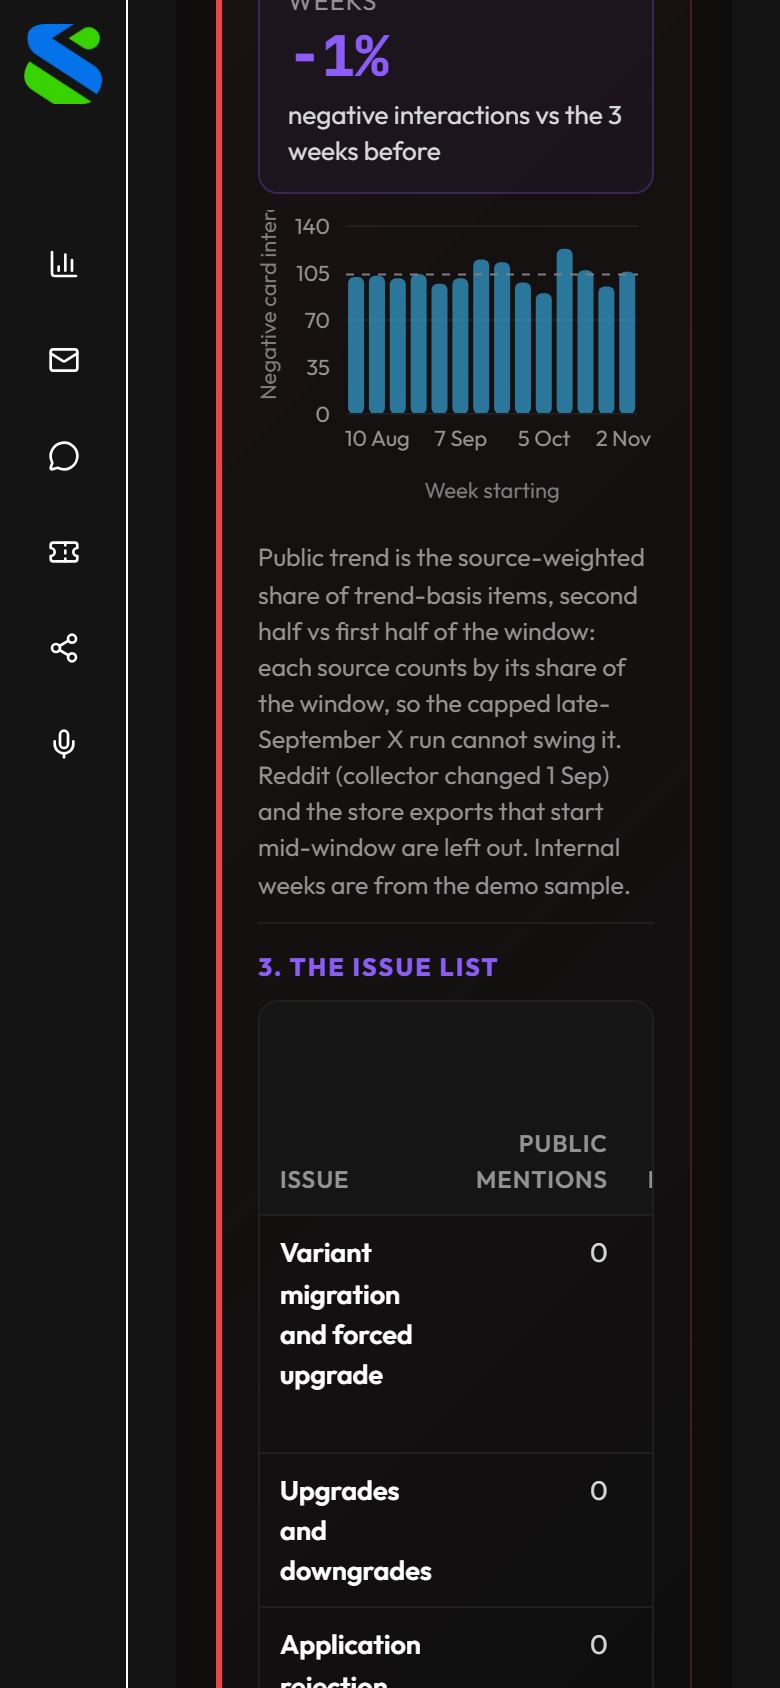 WEEKS
-1%
negative interactions vs the 3
weeks before
Negative card
140
105
70
35
0
10 Aug 7 Sep 5 Oct 2 Nov
Week starting
Public trend is the source-weighted
share of trend-basis items, second
half vs first half of the window:
each source counts by its share of
the window, so the capped late-
September X run cannot swing it.
Reddit (collector changed 1 Sep)
and the store exports that start
mid-window are left out. Internal
weeks are from the demo sample.
3. THE ISSUE LIST
PUBLIC
ISSUE MENTIONS
Variant 0
migration
and forced
upgrade
Upgrades 0
and
downgrades
Application 0
rejection